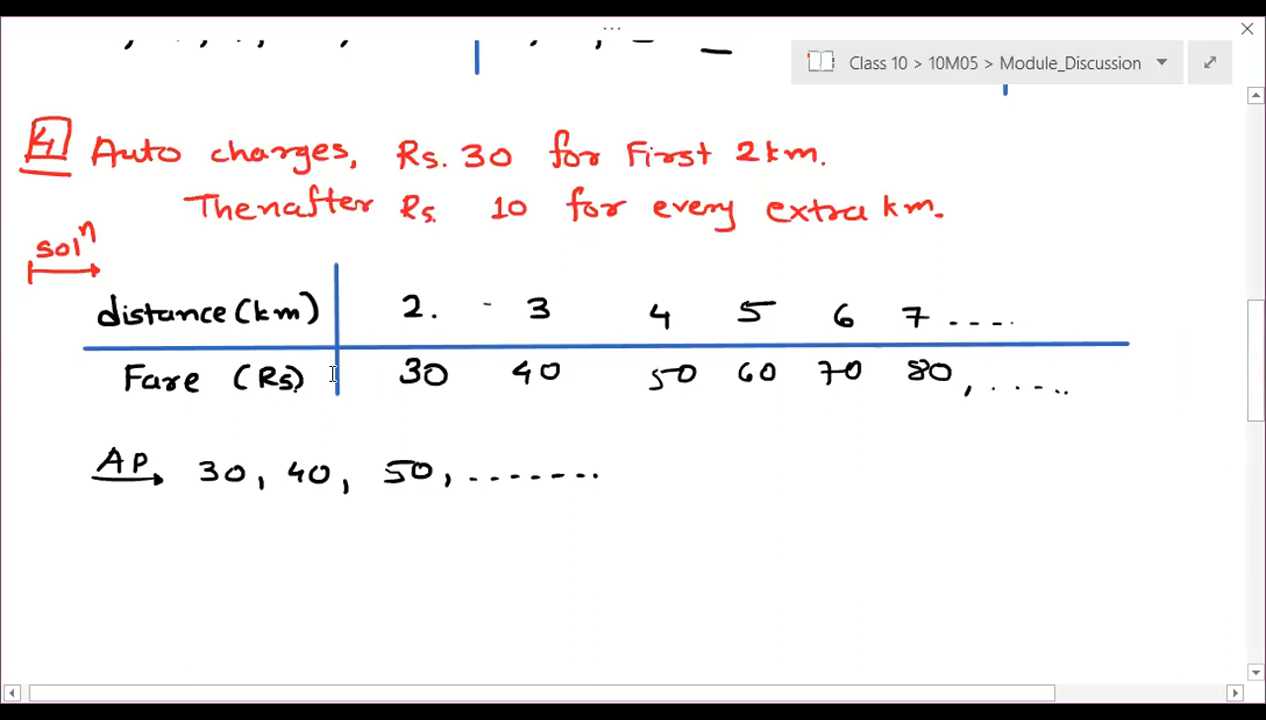 Class 10 > 10M05 > Module_Discussion
4 Auto charges, Rs. 30 for First 2km.
Thenafter Rs. 10 for every extra km.
solⁿ
distance (km) 2. 3 4 5 6 7 ....
Fare (Rs) 30 40 50 60 70 80, .....
AP 30, 40, 50, .......